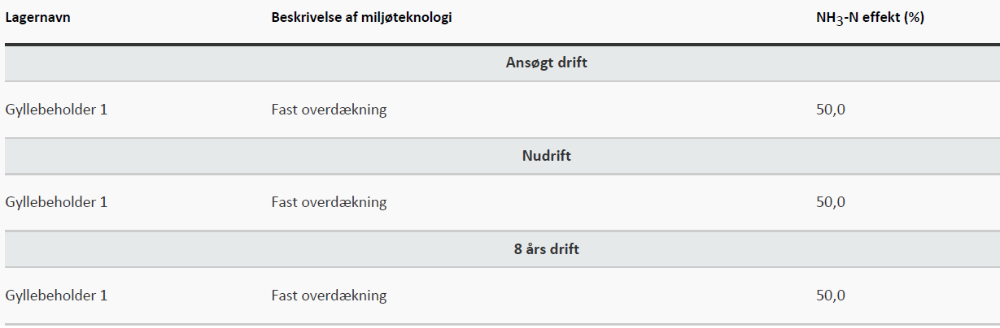 Lagernavn Beskrivelse af miljøteknologi NH3-N effekt (%)
Ansøgt drift
Gyllebeholder 1 Fast overdækning 50,0
Nudrift
Gyllebeholder 1 Fast overdækning 50,0
8 års drift
Gyllebeholder 1 Fast overdækning 50,0